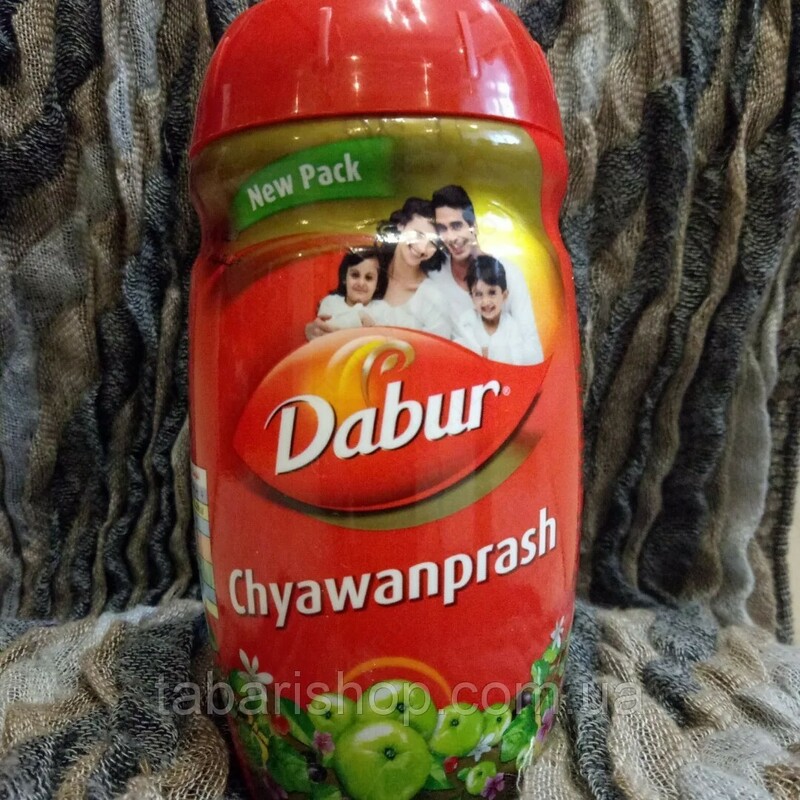 New Pack
Dabur®
Chyawanprash
tabarishop.com.ua